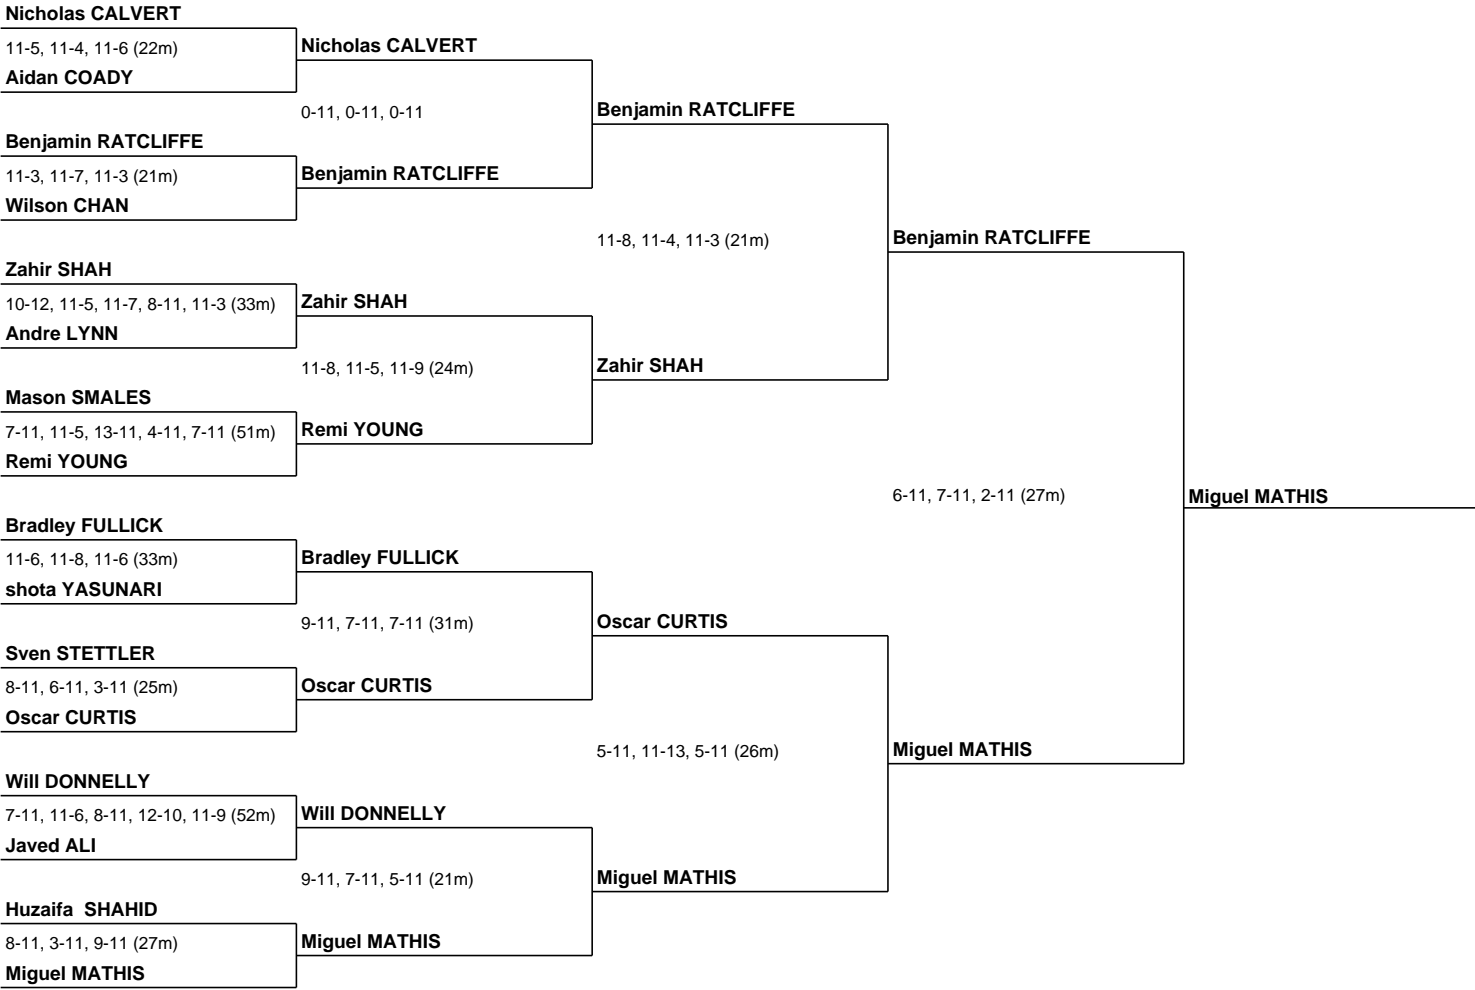 Nicholas CALVERT
11-5, 11-4, 11-6 (22m)
Aidan COADY
Benjamin RATCLIFFE
11-3, 11-7, 11-3 (21m)
Wilson CHAN
Zahir SHAH
10-12, 11-5, 11-7, 8-11, 11-3 (33m)
Andre LYNN
Mason SMALES
7-11, 11-5, 13-11, 4-11, 7-11 (51m)
Remi YOUNG
Bradley FULLICK
11-6, 11-8, 11-6 (33m)
shota YASUNARI
Sven STETTLER
8-11, 6-11, 3-11 (25m)
Oscar CURTIS
Will DONNELLY
7-11, 11-6, 8-11, 12-10, 11-9 (52m)
Javed ALI
Huzaifa  SHAHID
8-11, 3-11, 9-11 (27m)
Miguel MATHIS
Nicholas CALVERT
0-11, 0-11, 0-11
Benjamin RATCLIFFE
Zahir SHAH
11-8, 11-5, 11-9 (24m)
Remi YOUNG
Bradley FULLICK
9-11, 7-11, 7-11 (31m)
Oscar CURTIS
Will DONNELLY
9-11, 7-11, 5-11 (21m)
Miguel MATHIS
Benjamin RATCLIFFE
11-8, 11-4, 11-3 (21m)
Zahir SHAH
Oscar CURTIS
5-11, 11-13, 5-11 (26m)
Miguel MATHIS
Benjamin RATCLIFFE
6-11, 7-11, 2-11 (27m)
Miguel MATHIS
Miguel MATHIS